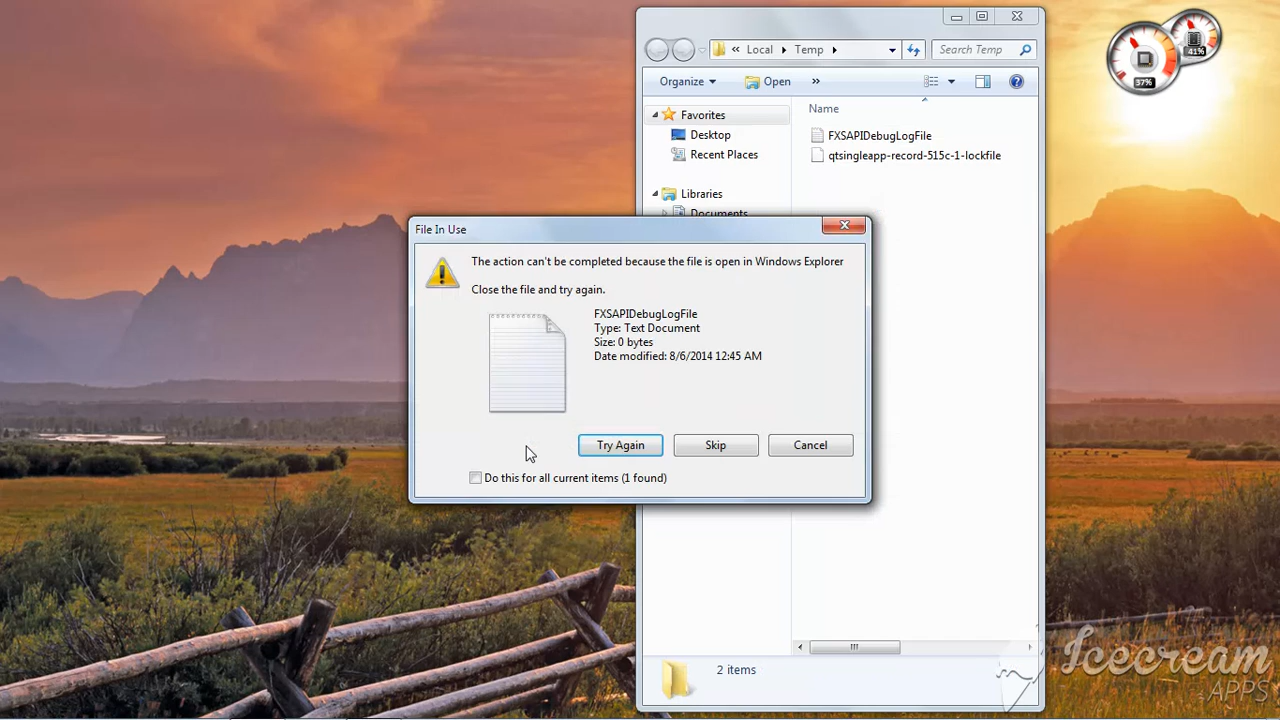 « Local ▸ Temp ▸
Search Temp
Organize
Open
»
Name
Favorites
Desktop
Recent Places
Libraries
Documents
FXSAPIDebugLogFile
qtsingleapp-record-515c-1-lockfile
37%
41%
File In Use
The action can't be completed because the file is open in Windows Explorer
Close the file and try again.
FXSAPIDebugLogFile
Type: Text Document
Size: 0 bytes
Date modified: 8/6/2014 12:45 AM
Try Again
Skip
Cancel
Do this for all current items (1 found)
2 items
Icecream
APPS